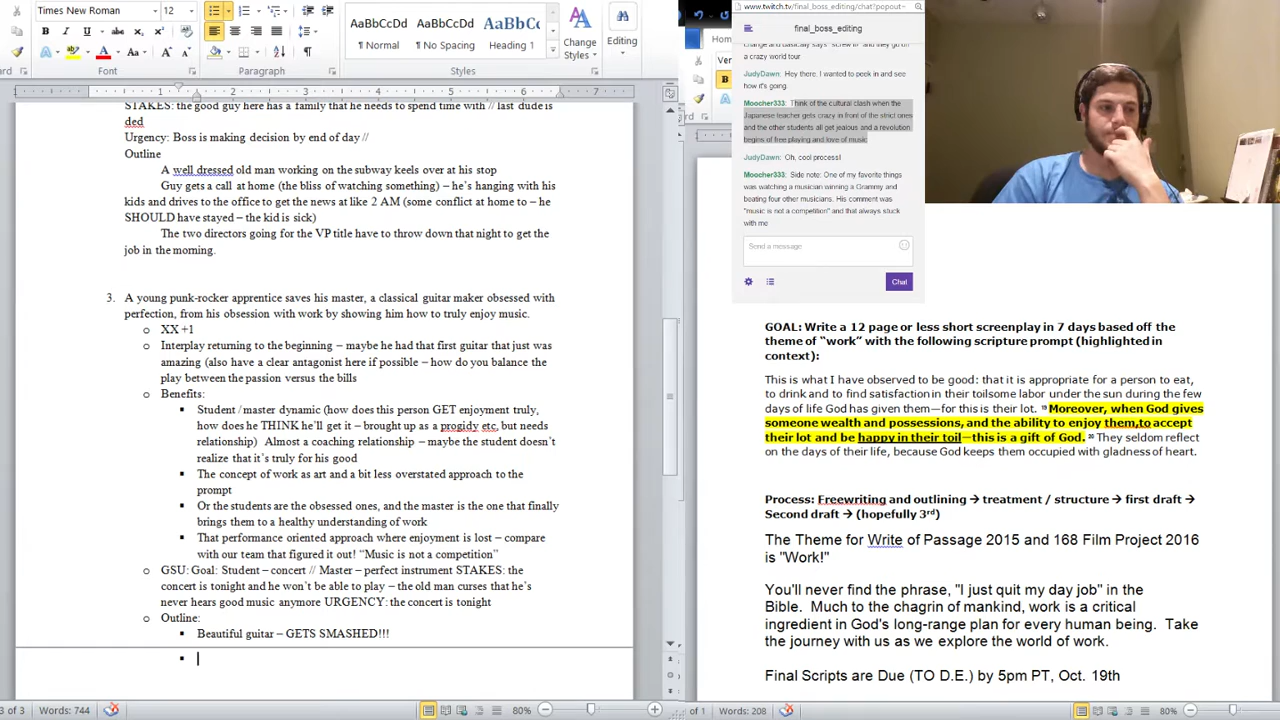 Times New Roman
12
AaBbCcDd
AaBbCcDd
AaBbCc
¶ Normal
¶ No Spacing
Heading 1
Change
Styles
Editing
Font
Paragraph
Styles
1 2 3 4 5 6 7
STAKES: the good guy here has a family that he needs to spend time with // last dude is
ded
Urgency: Boss is making decision by end of day //
Outline
A well dressed old man working on the subway keels over at his stop
Guy gets a call at home (the bliss of watching something) – he's hanging with his
kids and drives to the office to get the news at like 2 AM (some conflict at home to – he
SHOULD have stayed – the kid is sick)
The two directors going for the VP title have to throw down that night to get the
job in the morning.
3. A young punk-rocker apprentice saves his master, a classical guitar maker obsessed with
perfection, from his obsession with work by showing him how to truly enjoy music.
o XX +1
o Interplay returning to the beginning – maybe he had that first guitar that just was
amazing (also have a clear antagonist here if possible – how do you balance the
play between the passion versus the bills
o Benefits:
▪ Student / master dynamic (how does this person GET enjoyment truly,
how does he THINK he'll get it – brought up as a progidy etc, but needs
relationship) Almost a coaching relationship – maybe the student doesn't
realize that it's truly for his good
▪ The concept of work as art and a bit less overstated approach to the
prompt
▪ Or the students are the obsessed ones, and the master is the one that finally
brings them to a healthy understanding of work
▪ That performance oriented approach where enjoyment is lost – compare
with our team that figured it out! "Music is not a competition"
o GSU: Goal: Student – concert // Master – perfect instrument STAKES: the
concert is tonight and he won't be able to play – the old man curses that he's
never hears good music anymore URGENCY: the concert is tonight
o Outline:
▪ Beautiful guitar – GETS SMASHED!!!
3 of 3
Words: 744
80%
www.twitch.tv/final_boss_editing/chat?popout=
final_boss_editing
change and basically says "screw it" and they go on
a crazy world tour
JudyDawn: Hey there. I wanted to peek in and see
how it's going.
Moocher333: Think of the cultural clash when the
Japanese teacher gets crazy in front of the strict ones
and the other students all get jealous and a revolution
begins of free playing and love of music
JudyDawn: Oh, cool process!
Moocher333: Side note: One of my favorite things
was watching a musician winning a Grammy and
beating four other musicians. His comment was
"music is not a competition" and that always stuck
with me
Send a message
Chat
GOAL: Write a 12 page or less short screenplay in 7 days based off the
theme of "work" with the following scripture prompt (highlighted in
context):
This is what I have observed to be good: that it is appropriate for a person to eat,
to drink and to find satisfaction in their toilsome labor under the sun during the few
days of life God has given them—for this is their lot. 19 Moreover, when God gives
someone wealth and possessions, and the ability to enjoy them,to accept
their lot and be happy in their toil—this is a gift of God. 20 They seldom reflect
on the days of their life, because God keeps them occupied with gladness of heart.
Process: Freewriting and outlining → treatment / structure → first draft →
Second draft → (hopefully 3rd)
The Theme for Write of Passage 2015 and 168 Film Project 2016
is "Work!"
You'll never find the phrase, "I just quit my day job" in the
Bible. Much to the chagrin of mankind, work is a critical
ingredient in God's long-range plan for every human being. Take
the journey with us as we explore the world of work.
Final Scripts are Due (TO D.E.) by 5pm PT, Oct. 19th
of 1
Words: 208
80%